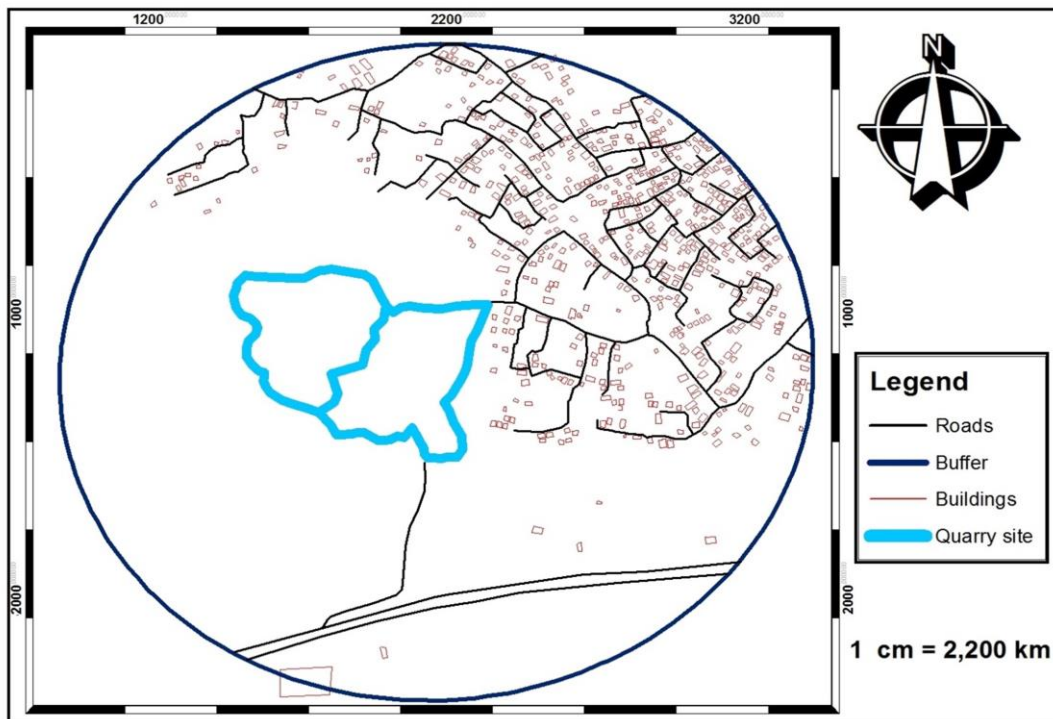 1200 2200 3200
N
1000 1000
Legend
Roads
Buffer
Buildings
Quarry site
2000 2000
1 cm = 2,200 km